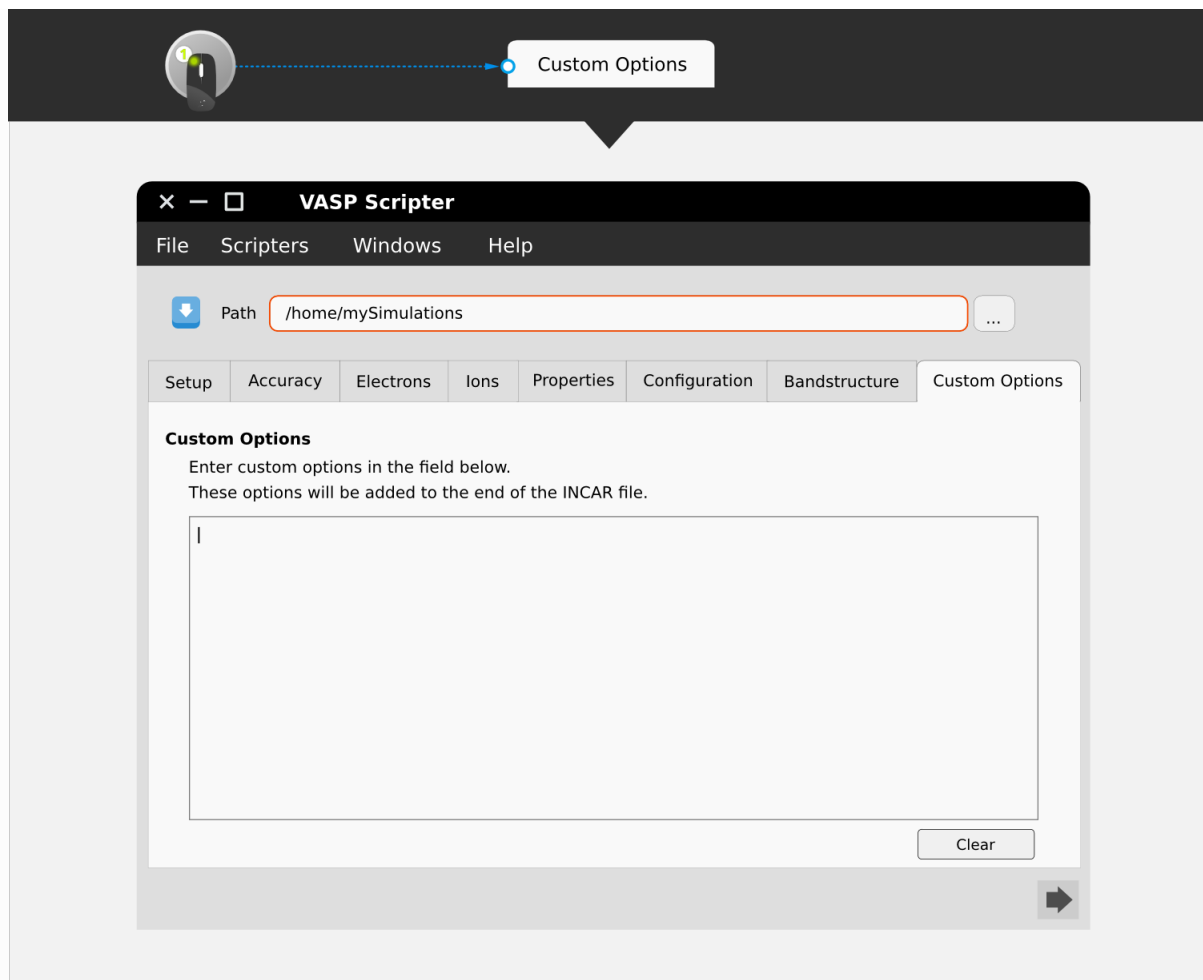 1
Custom Options
VASP Scripter
File Scripters Windows Help
Path /home/mySimulations ...
Setup Accuracy Electrons Ions Properties Configuration Bandstructure Custom Options
Custom Options
Enter custom options in the field below.
These options will be added to the end of the INCAR file.
Clear